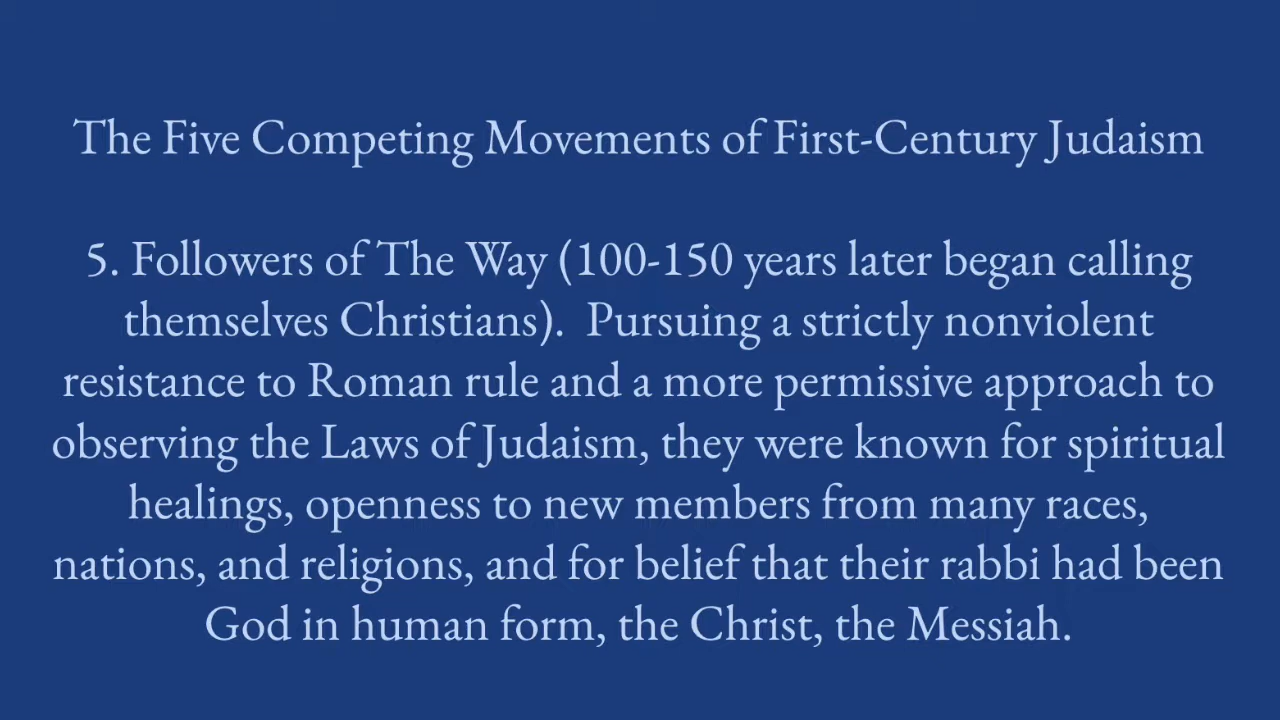 The Five Competing Movements of First-Century Judaism
5. Followers of The Way (100-150 years later began calling
themselves Christians).  Pursuing a strictly nonviolent
resistance to Roman rule and a more permissive approach to
observing the Laws of Judaism, they were known for spiritual
healings, openness to new members from many races,
nations, and religions, and for belief that their rabbi had been
God in human form, the Christ, the Messiah.